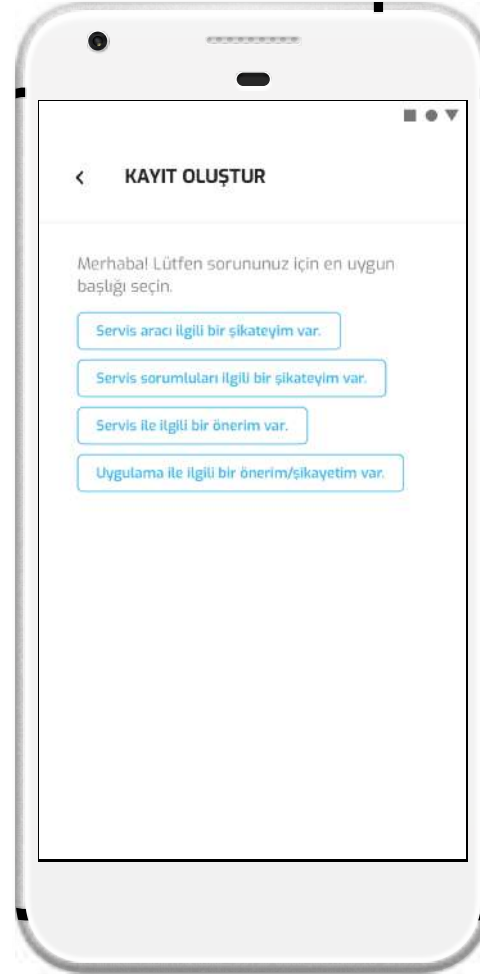 KAYIT OLUŞTUR
Merhaba! Lütfen sorununuz için en uygun
başlığı seçin.
Servis aracı ilgili bir şikateyim var.
Servis sorumluları ilgili bir şikateyim var.
Servis ile ilgili bir önerim var.
Uygulama ile ilgili bir önerim/şikayetim var.